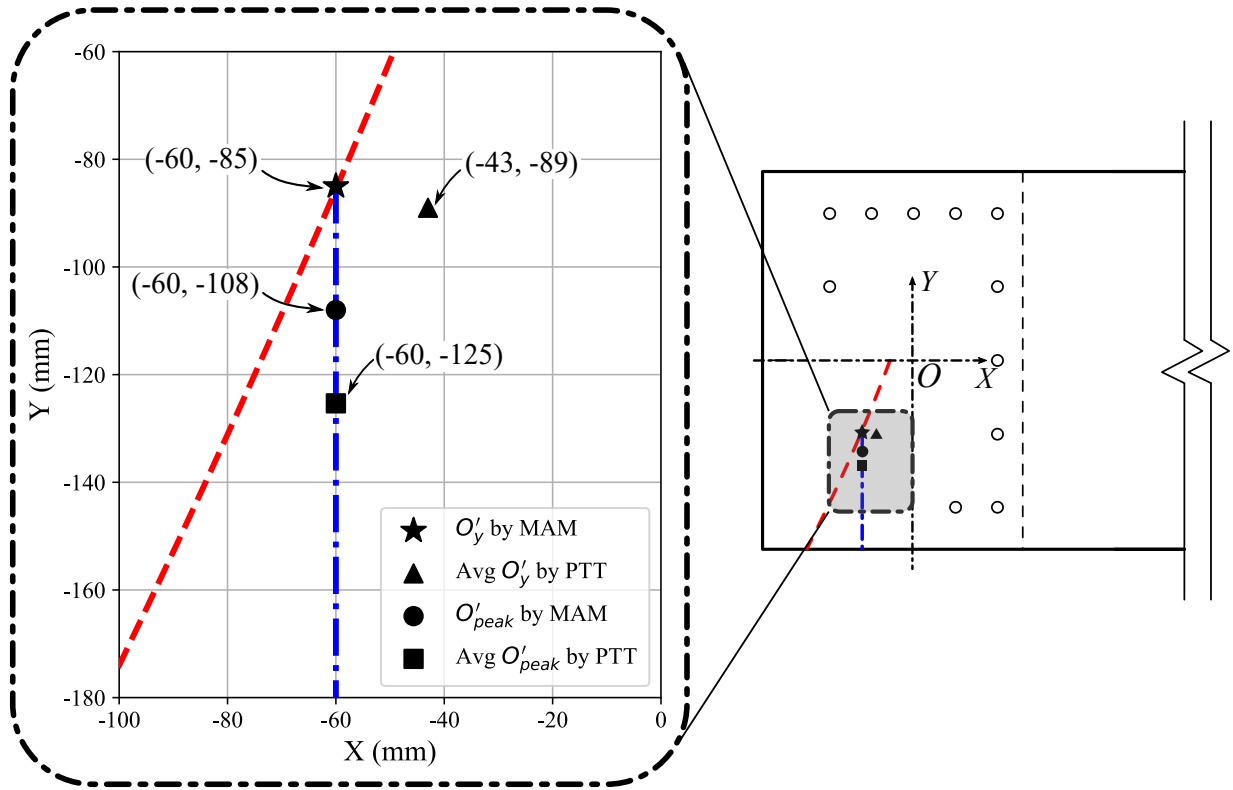 -60
-80
-100
-120
-140
-160
-180
Y (mm)
(-60, -85)
(-43, -89)
(-60, -108)
(-60, -125)
O′y by MAM
Avg O′y by PTT
O′peak by MAM
Avg O′peak by PTT
-100
-80
-60
-40
-20
0
X (mm)
Y
O
X